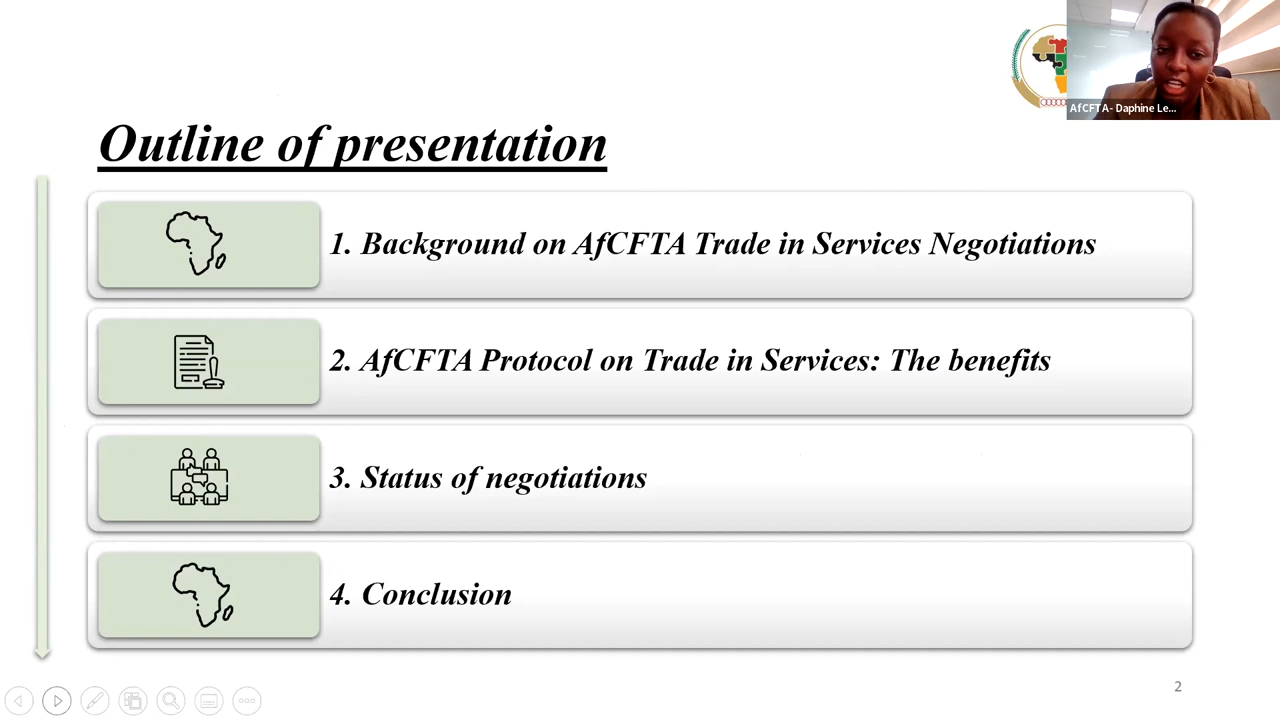 AfCFTA- Daphine Le...
Outline of presentation
1. Background on AfCFTA Trade in Services Negotiations
2. AfCFTA Protocol on Trade in Services: The benefits
3. Status of negotiations
4. Conclusion
2